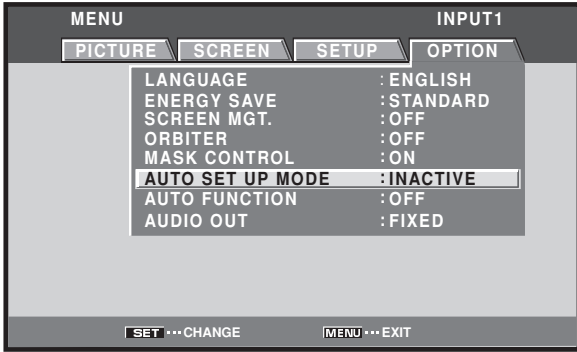 MENU INPUT1
PICTURE SCREEN SETUP OPTION
LANGUAGE : ENGLISH
ENERGY SAVE : STANDARD
SCREEN MGT. : OFF
ORBITER : OFF
MASK CONTROL : ON
AUTO SET UP MODE : INACTIVE
AUTO FUNCTION : OFF
AUDIO OUT : FIXED
SET ··· CHANGE MENU ··· EXIT